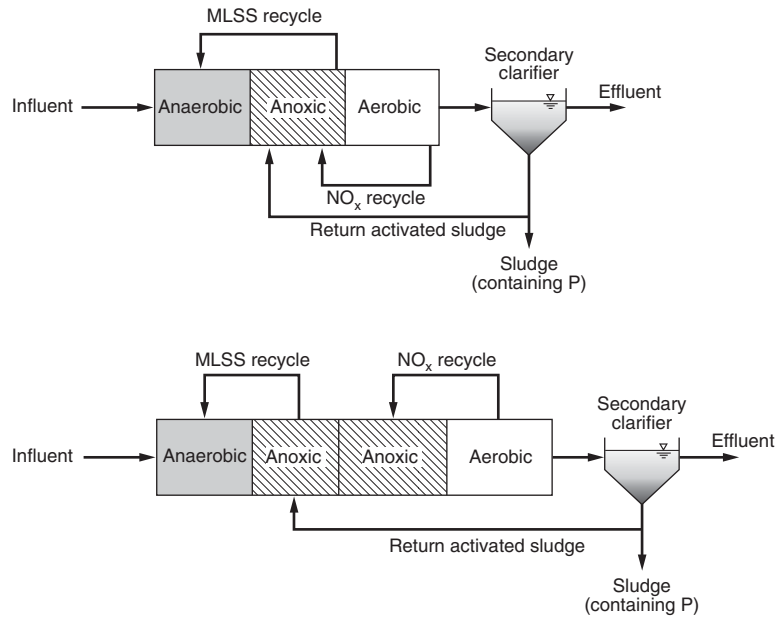 MLSS recycle
Secondary
clarifier
Influent
Anaerobic
Anoxic
Aerobic
Effluent
NOx recycle
Return activated sludge
Sludge
(containing P)
MLSS recycle
NOx recycle
Secondary
clarifier
Influent
Anaerobic
Anoxic
Anoxic
Aerobic
Effluent
Return activated sludge
Sludge
(containing P)